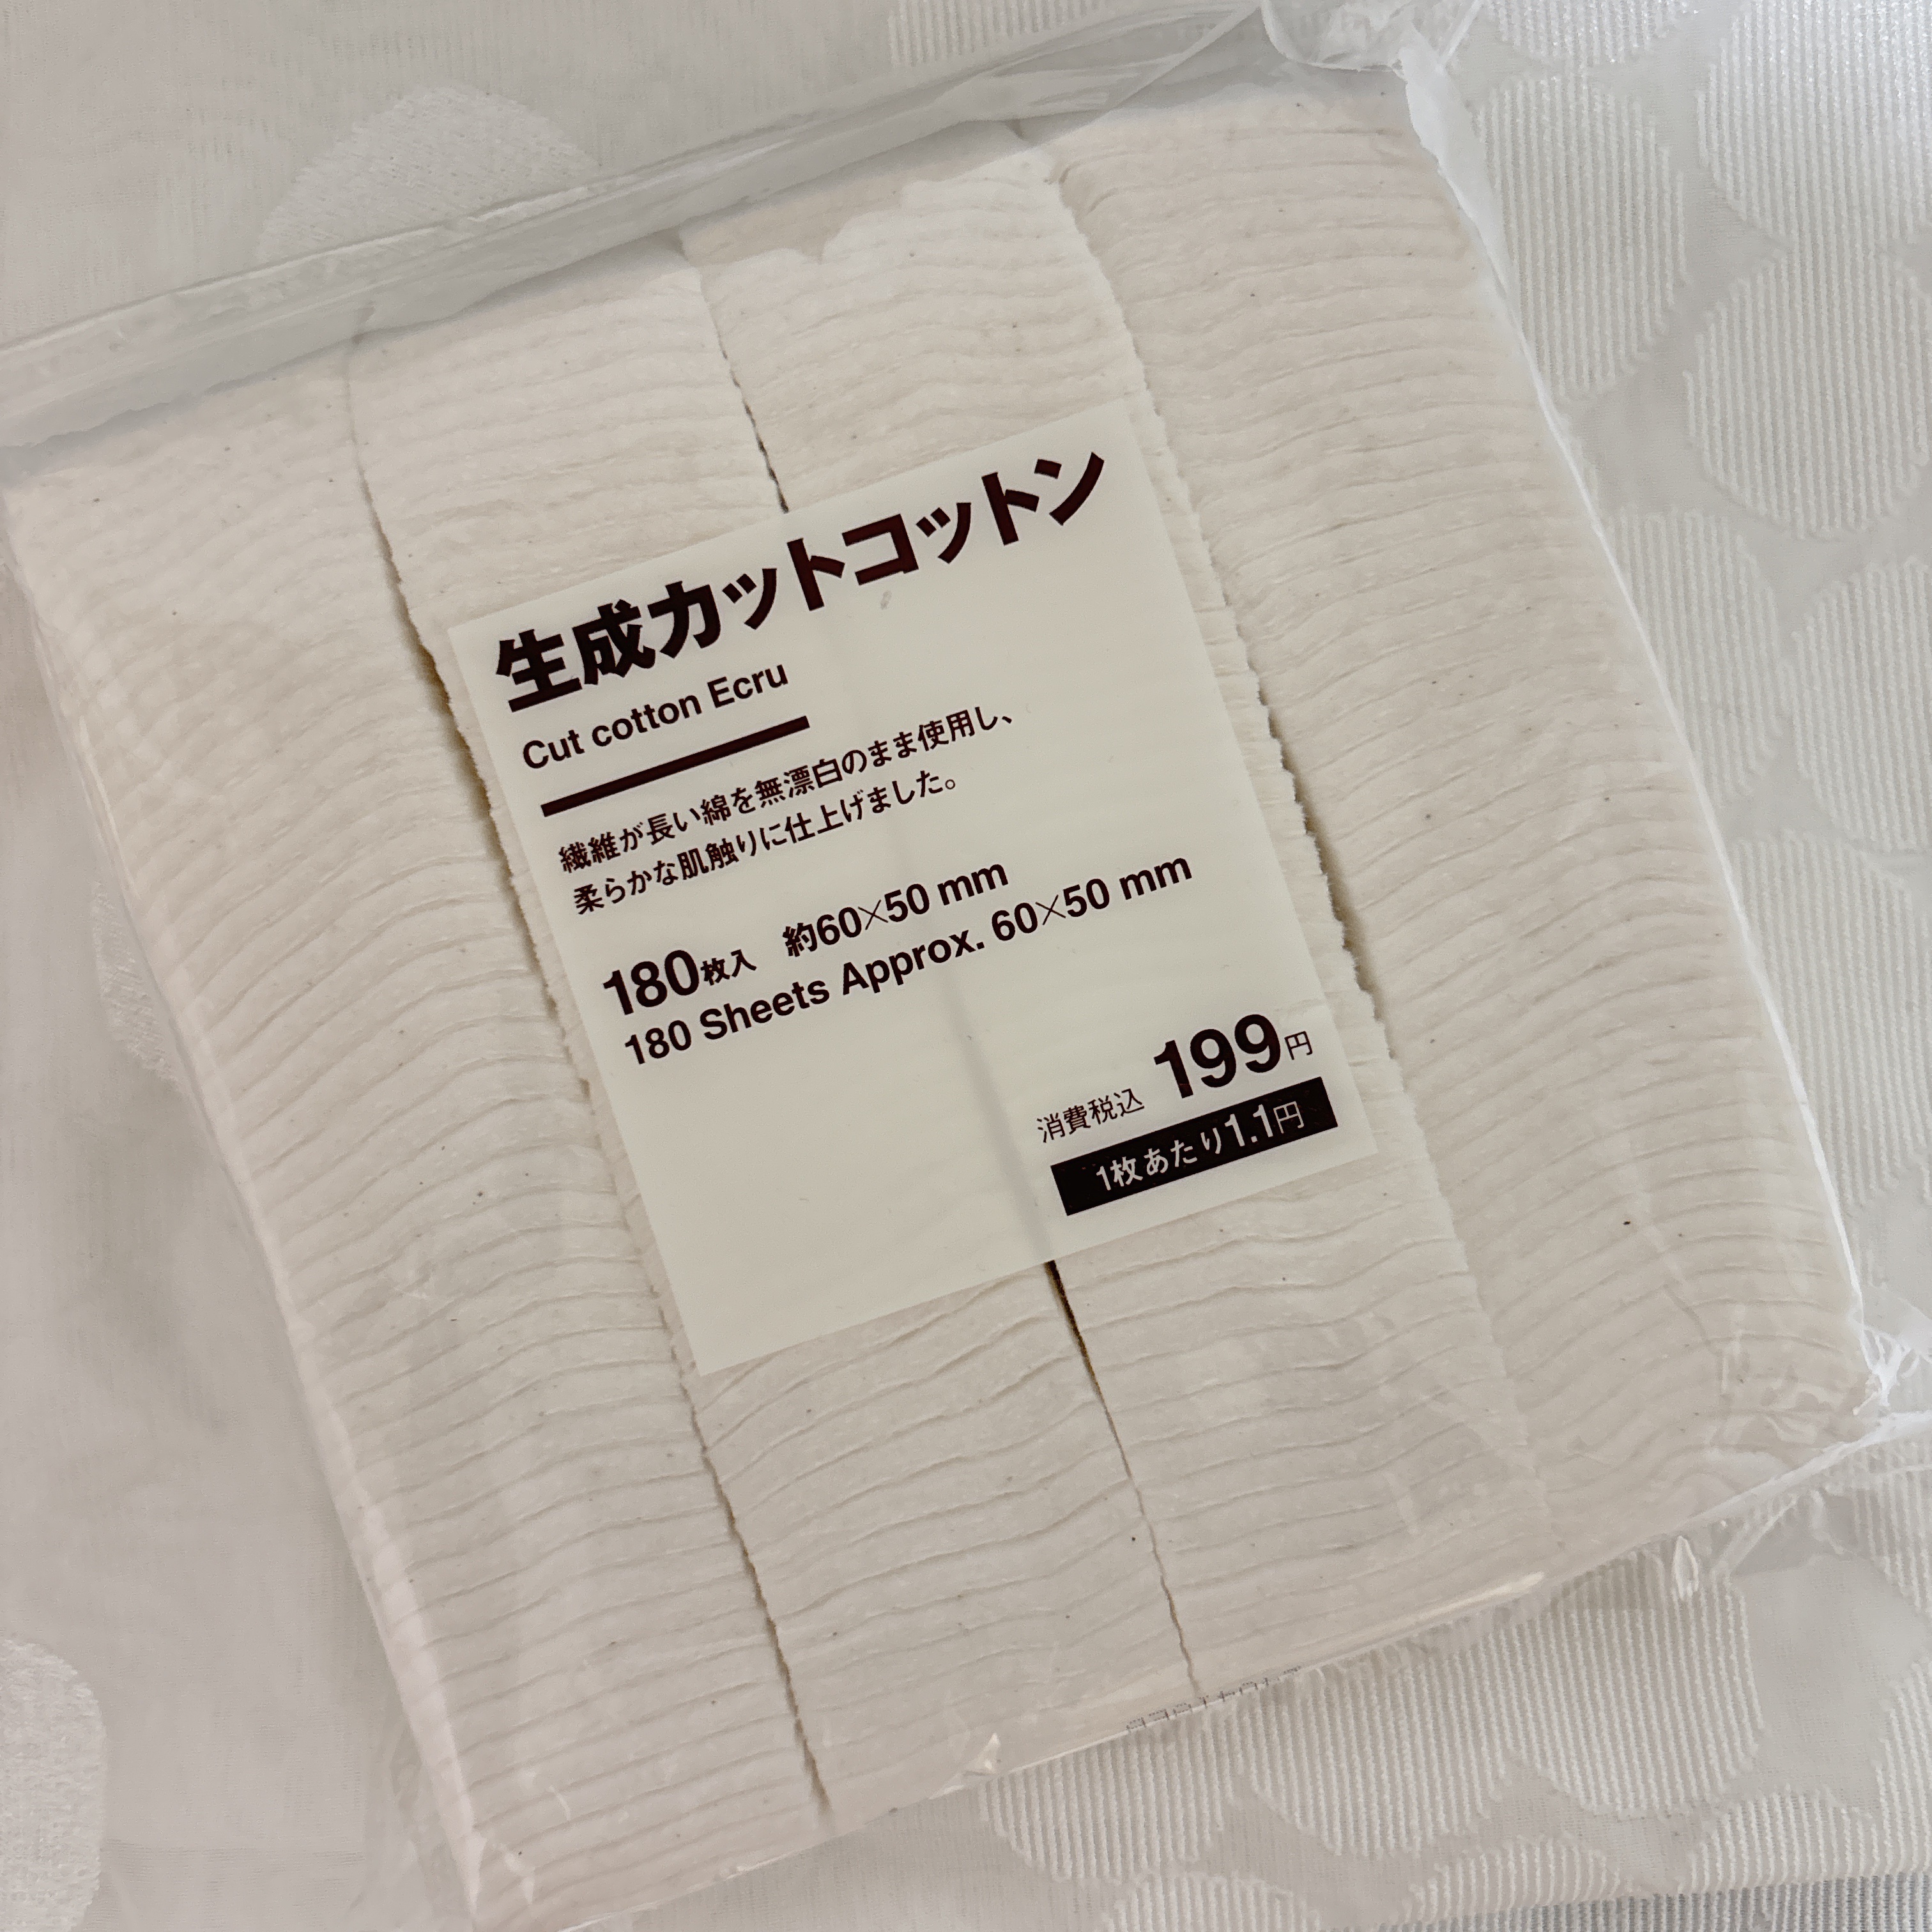 生成カットコットン
Cut cotton Ecru
繊維が長い綿を無漂白のまま使用し、
柔らかな肌触りに仕上げました。
180枚入 約60×50 mm
180 Sheets Approx. 60×50 mm
消費税込 199円
1枚あたり1.1円